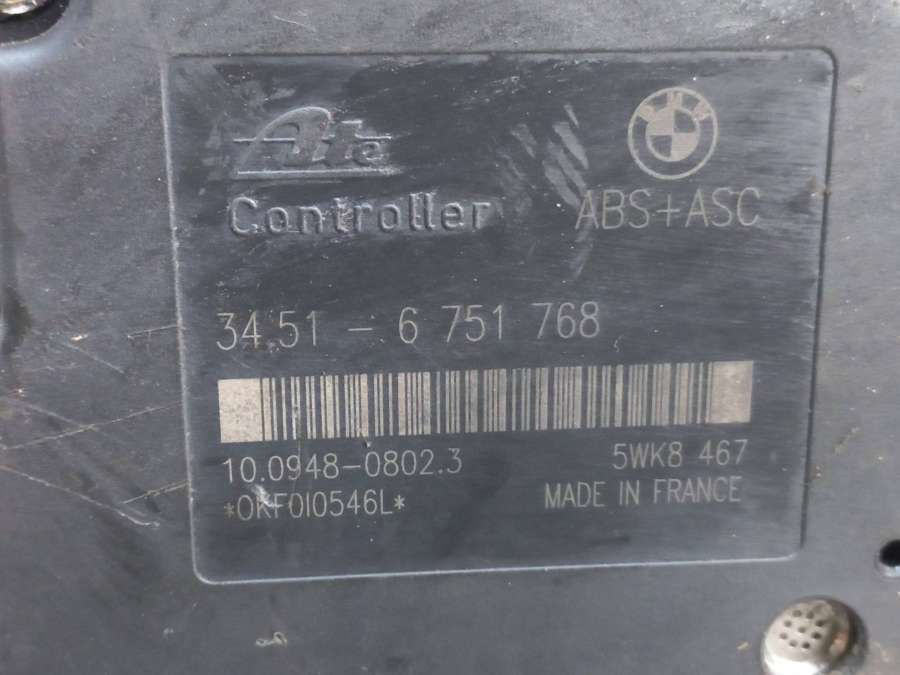 Ate
BMW
Controller
ABS+ASC
34.51 - 6 751 768
10.0948-0802.3
5WK8 467
*OKF0I0546L*
MADE IN FRANCE